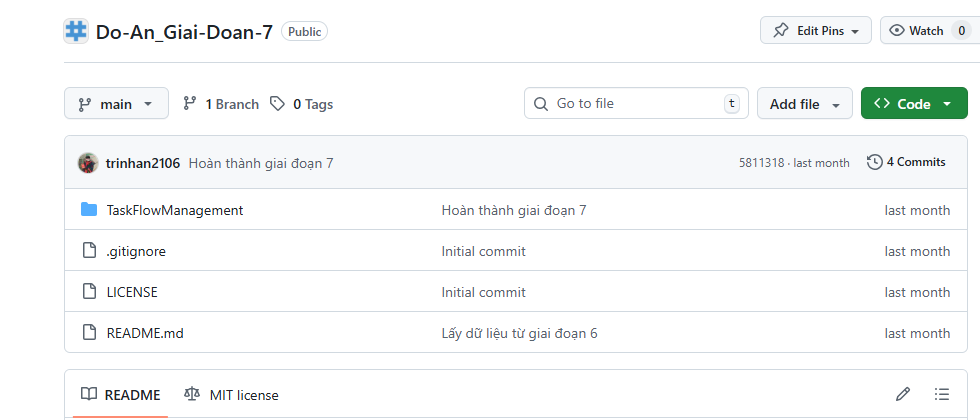 Do-An_Giai-Doan-7 Public Edit Pins Watch 0
main 1 Branch 0 Tags Go to file t Add file Code
trinhan2106 Hoàn thành giai đoạn 7 5811318 · last month 4 Commits
TaskFlowManagement Hoàn thành giai đoạn 7 last month
.gitignore Initial commit last month
LICENSE Initial commit last month
README.md Lấy dữ liệu từ giai đoạn 6 last month
README MIT license